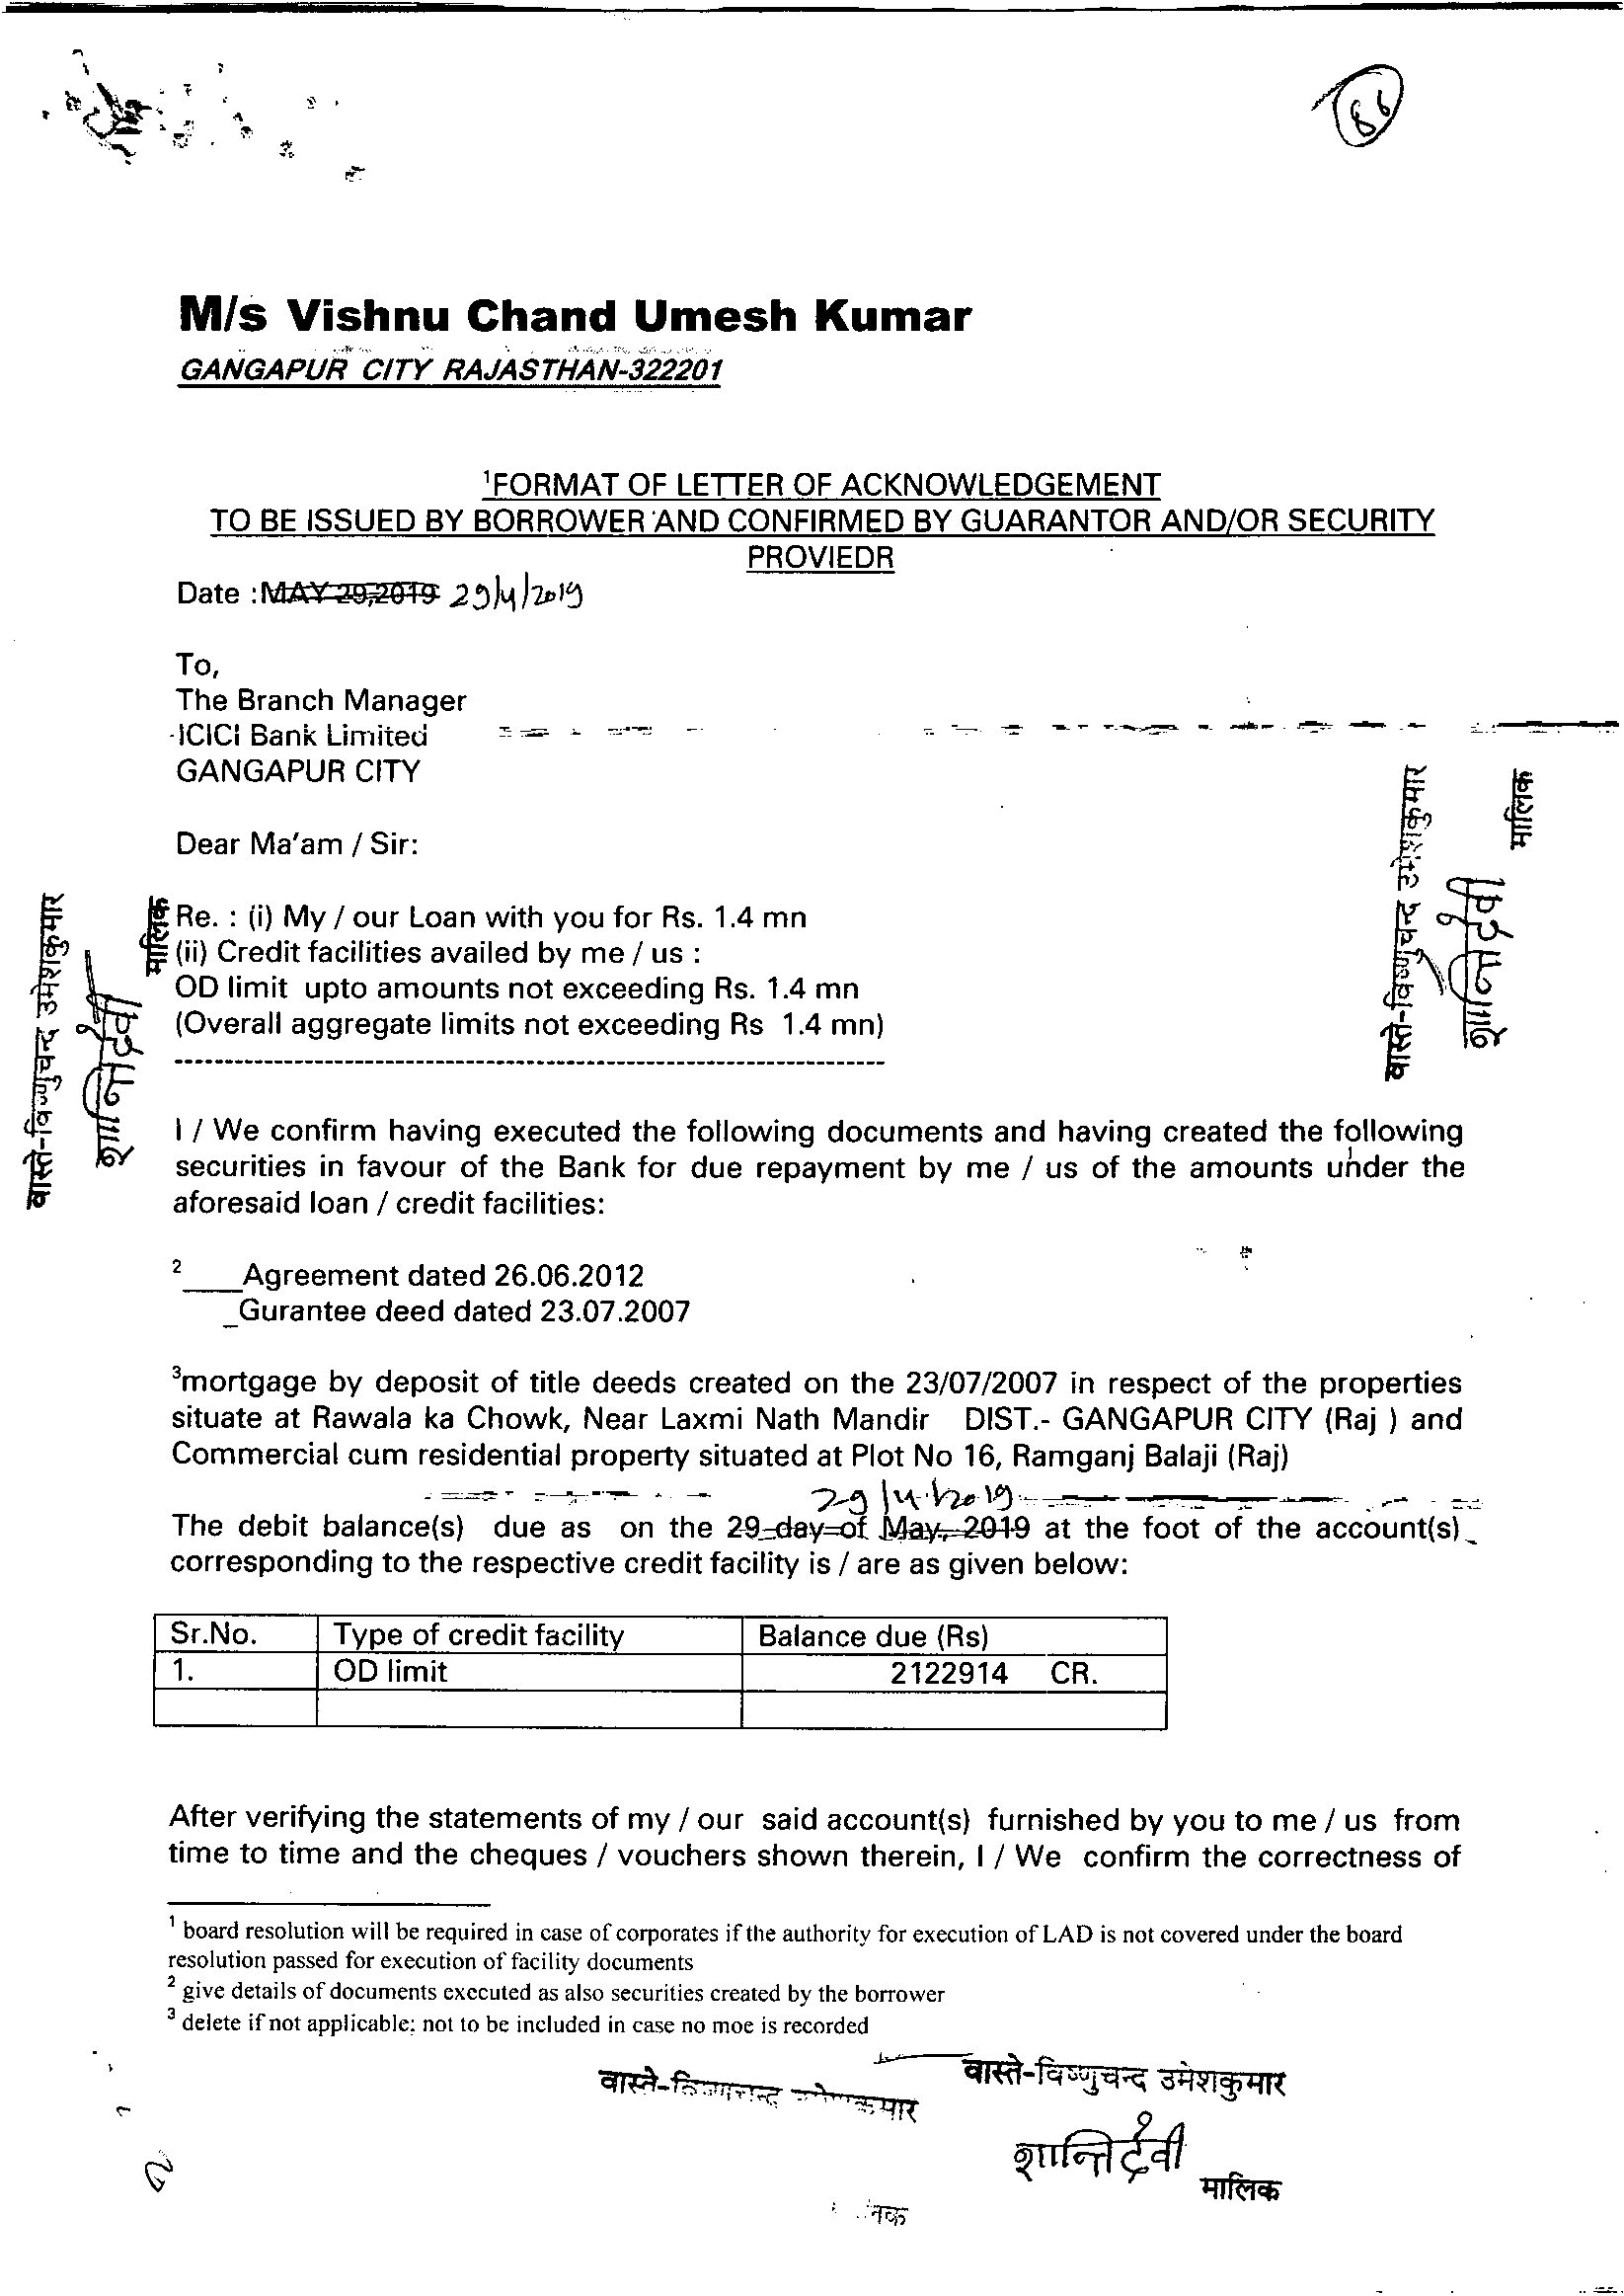 86
M/s Vishnu Chand Umesh Kumar
GANGAPUR CITY RAJASTHAN-322201
¹FORMAT OF LETTER OF ACKNOWLEDGEMENT
TO BE ISSUED BY BORROWER AND CONFIRMED BY GUARANTOR AND/OR SECURITY
PROVIEDR
Date : MAY 29,2019 29/4/2019
To,
The Branch Manager
ICICI Bank Limited
GANGAPUR CITY
Dear Ma'am / Sir:
वास्ते-विष्णुचन्द उमेशकुमार
शान्तिदेवी
मालिक
वास्ते-विष्णुचन्द उमेशकुमार
शान्तिदेवी
मालिक
Re. : (i) My / our Loan with you for Rs. 1.4 mn
(ii) Credit facilities availed by me / us :
OD limit upto amounts not exceeding Rs. 1.4 mn
(Overall aggregate limits not exceeding Rs 1.4 mn)
I / We confirm having executed the following documents and having created the following
securities in favour of the Bank for due repayment by me / us of the amounts under the
aforesaid loan / credit facilities:
²____Agreement dated 26.06.2012
_Gurantee deed dated 23.07.2007
³mortgage by deposit of title deeds created on the 23/07/2007 in respect of the properties
situate at Rawala ka Chowk, Near Laxmi Nath Mandir DIST.- GANGAPUR CITY (Raj ) and
Commercial cum residential property situated at Plot No 16, Ramganj Balaji (Raj)
29/4/2019
The debit balance(s) due as on the 29 day of May, 2019 at the foot of the account(s)
corresponding to the respective credit facility is / are as given below:
Sr.No. Type of credit facility Balance due (Rs)
1. OD limit 2122914 CR.
After verifying the statements of my / our said account(s) furnished by you to me / us from
time to time and the cheques / vouchers shown therein, I / We confirm the correctness of
¹ board resolution will be required in case of corporates if the authority for execution of LAD is not covered under the board
resolution passed for execution of facility documents
² give details of documents executed as also securities created by the borrower
³ delete if not applicable; not to be included in case no moe is recorded
वास्ते-विष्णुचन्द उमेशकुमार
शान्तिदेवी
मालिक